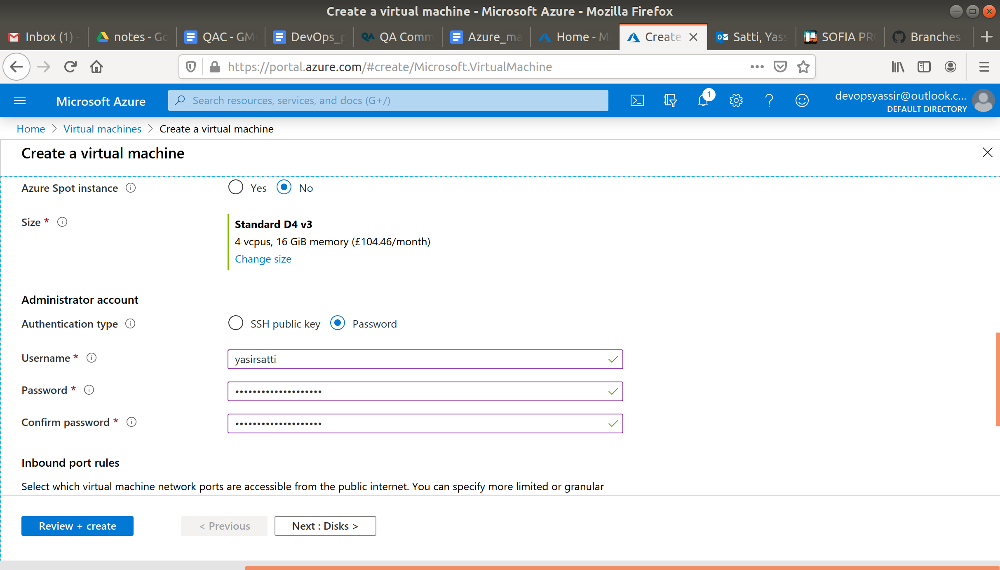 Create a virtual machine - Microsoft Azure - Mozilla Firefox
Inbox (1) - notes - Go QAC - GM DevOps_p QA Comm Azure_ma Home - Mi Create Satti, Yass SOFIA PR Branches
https://portal.azure.com/#create/Microsoft.VirtualMachine
Microsoft Azure
Search resources, services, and docs (G+/)
1
devopsyassir@outlook.c...
DEFAULT DIRECTORY
Home > Virtual machines > Create a virtual machine
Create a virtual machine
Azure Spot instance Yes No
Size *
Standard D4 v3
4 vcpus, 16 GiB memory (£104.46/month)
Change size
Administrator account
Authentication type SSH public key Password
Username * yasirsatti
Password * ••••••••••••••••••••
Confirm password * ••••••••••••••••••••
Inbound port rules
Select which virtual machine network ports are accessible from the public internet. You can specify more limited or granular
Review + create < Previous Next : Disks >